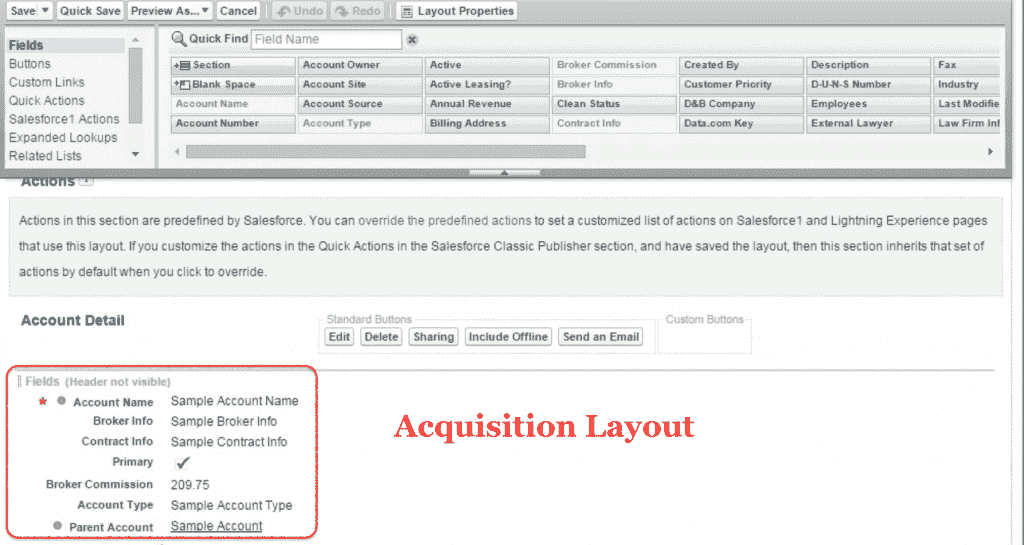 Save Quick Save Preview As... Cancel Undo Redo Layout Properties
Fields
Buttons
Custom Links
Quick Actions
Salesforce1 Actions
Expanded Lookups
Related Lists
Quick Find Field Name
Section Account Owner Active Broker Commission Created By Description Fax
Blank Space Account Site Active Leasing? Broker Info Customer Priority D-U-N-S Number Industry
Account Name Account Source Annual Revenue Clean Status D&B Company Employees Last Modifie
Account Number Account Type Billing Address Contract Info Data.com Key External Lawyer Law Firm Inf
Actions
Actions in this section are predefined by Salesforce. You can override the predefined actions to set a customized list of actions on Salesforce1 and Lightning Experience pages
that use this layout. If you customize the actions in the Quick Actions in the Salesforce Classic Publisher section, and have saved the layout, then this section inherits that set of
actions by default when you click to override.
Account Detail
Standard Buttons
Edit Delete Sharing Include Offline Send an Email
Custom Buttons
Fields (Header not visible)
* Account Name Sample Account Name
Broker Info Sample Broker Info
Contract Info Sample Contract Info
Primary ✓
Broker Commission 209.75
Account Type Sample Account Type
Parent Account Sample Account
Acquisition Layout